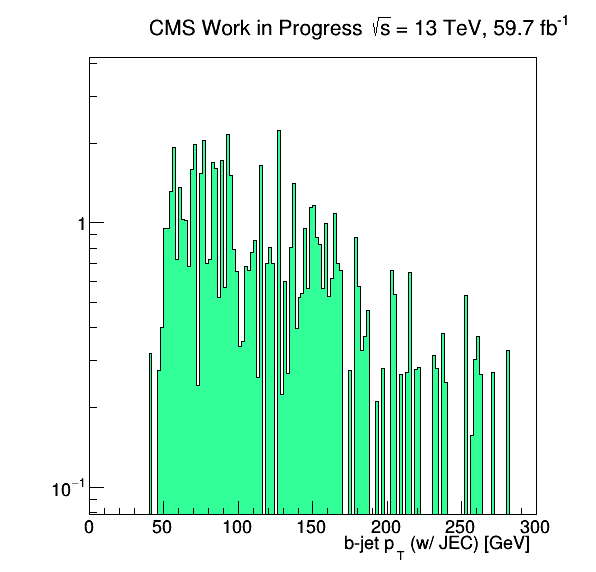 CMS Work in Progress √s = 13 TeV, 59.7 fb⁻¹
1
10⁻¹
0 50 100 150 200 250 300
b-jet p_T (w/ JEC) [GeV]